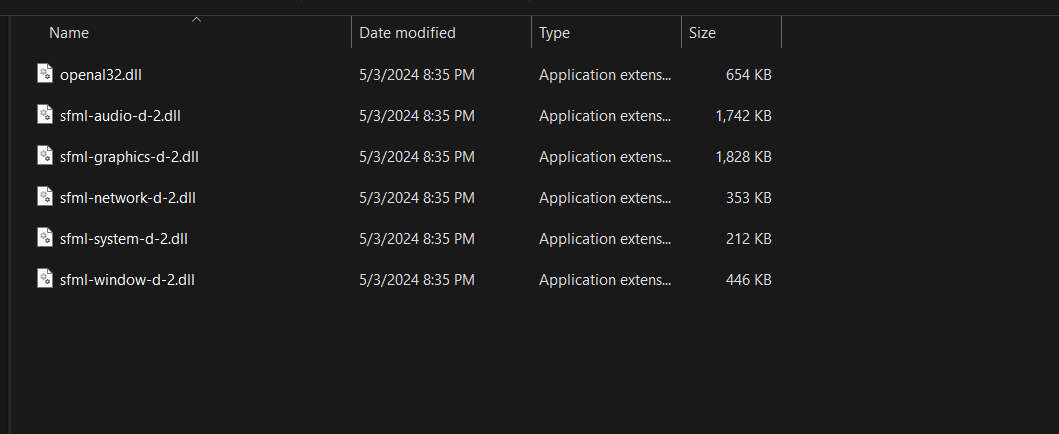 Name Date modified Type Size
openal32.dll 5/3/2024 8:35 PM Application extens... 654 KB
sfml-audio-d-2.dll 5/3/2024 8:35 PM Application extens... 1,742 KB
sfml-graphics-d-2.dll 5/3/2024 8:35 PM Application extens... 1,828 KB
sfml-network-d-2.dll 5/3/2024 8:35 PM Application extens... 353 KB
sfml-system-d-2.dll 5/3/2024 8:35 PM Application extens... 212 KB
sfml-window-d-2.dll 5/3/2024 8:35 PM Application extens... 446 KB